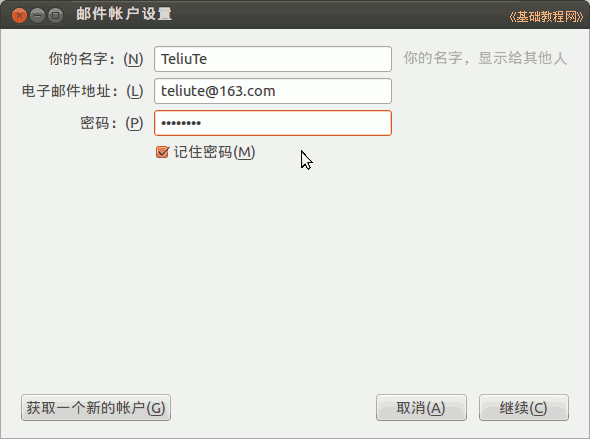 邮件帐户设置 《基础教程网》
你的名字：(N) TeliuTe 你的名字，显示给其他人
电子邮件地址：(L) teliute@163.com
密码：(P) ••••••••
记住密码(M)
获取一个新的帐户(G) 取消(A) 继续(C)